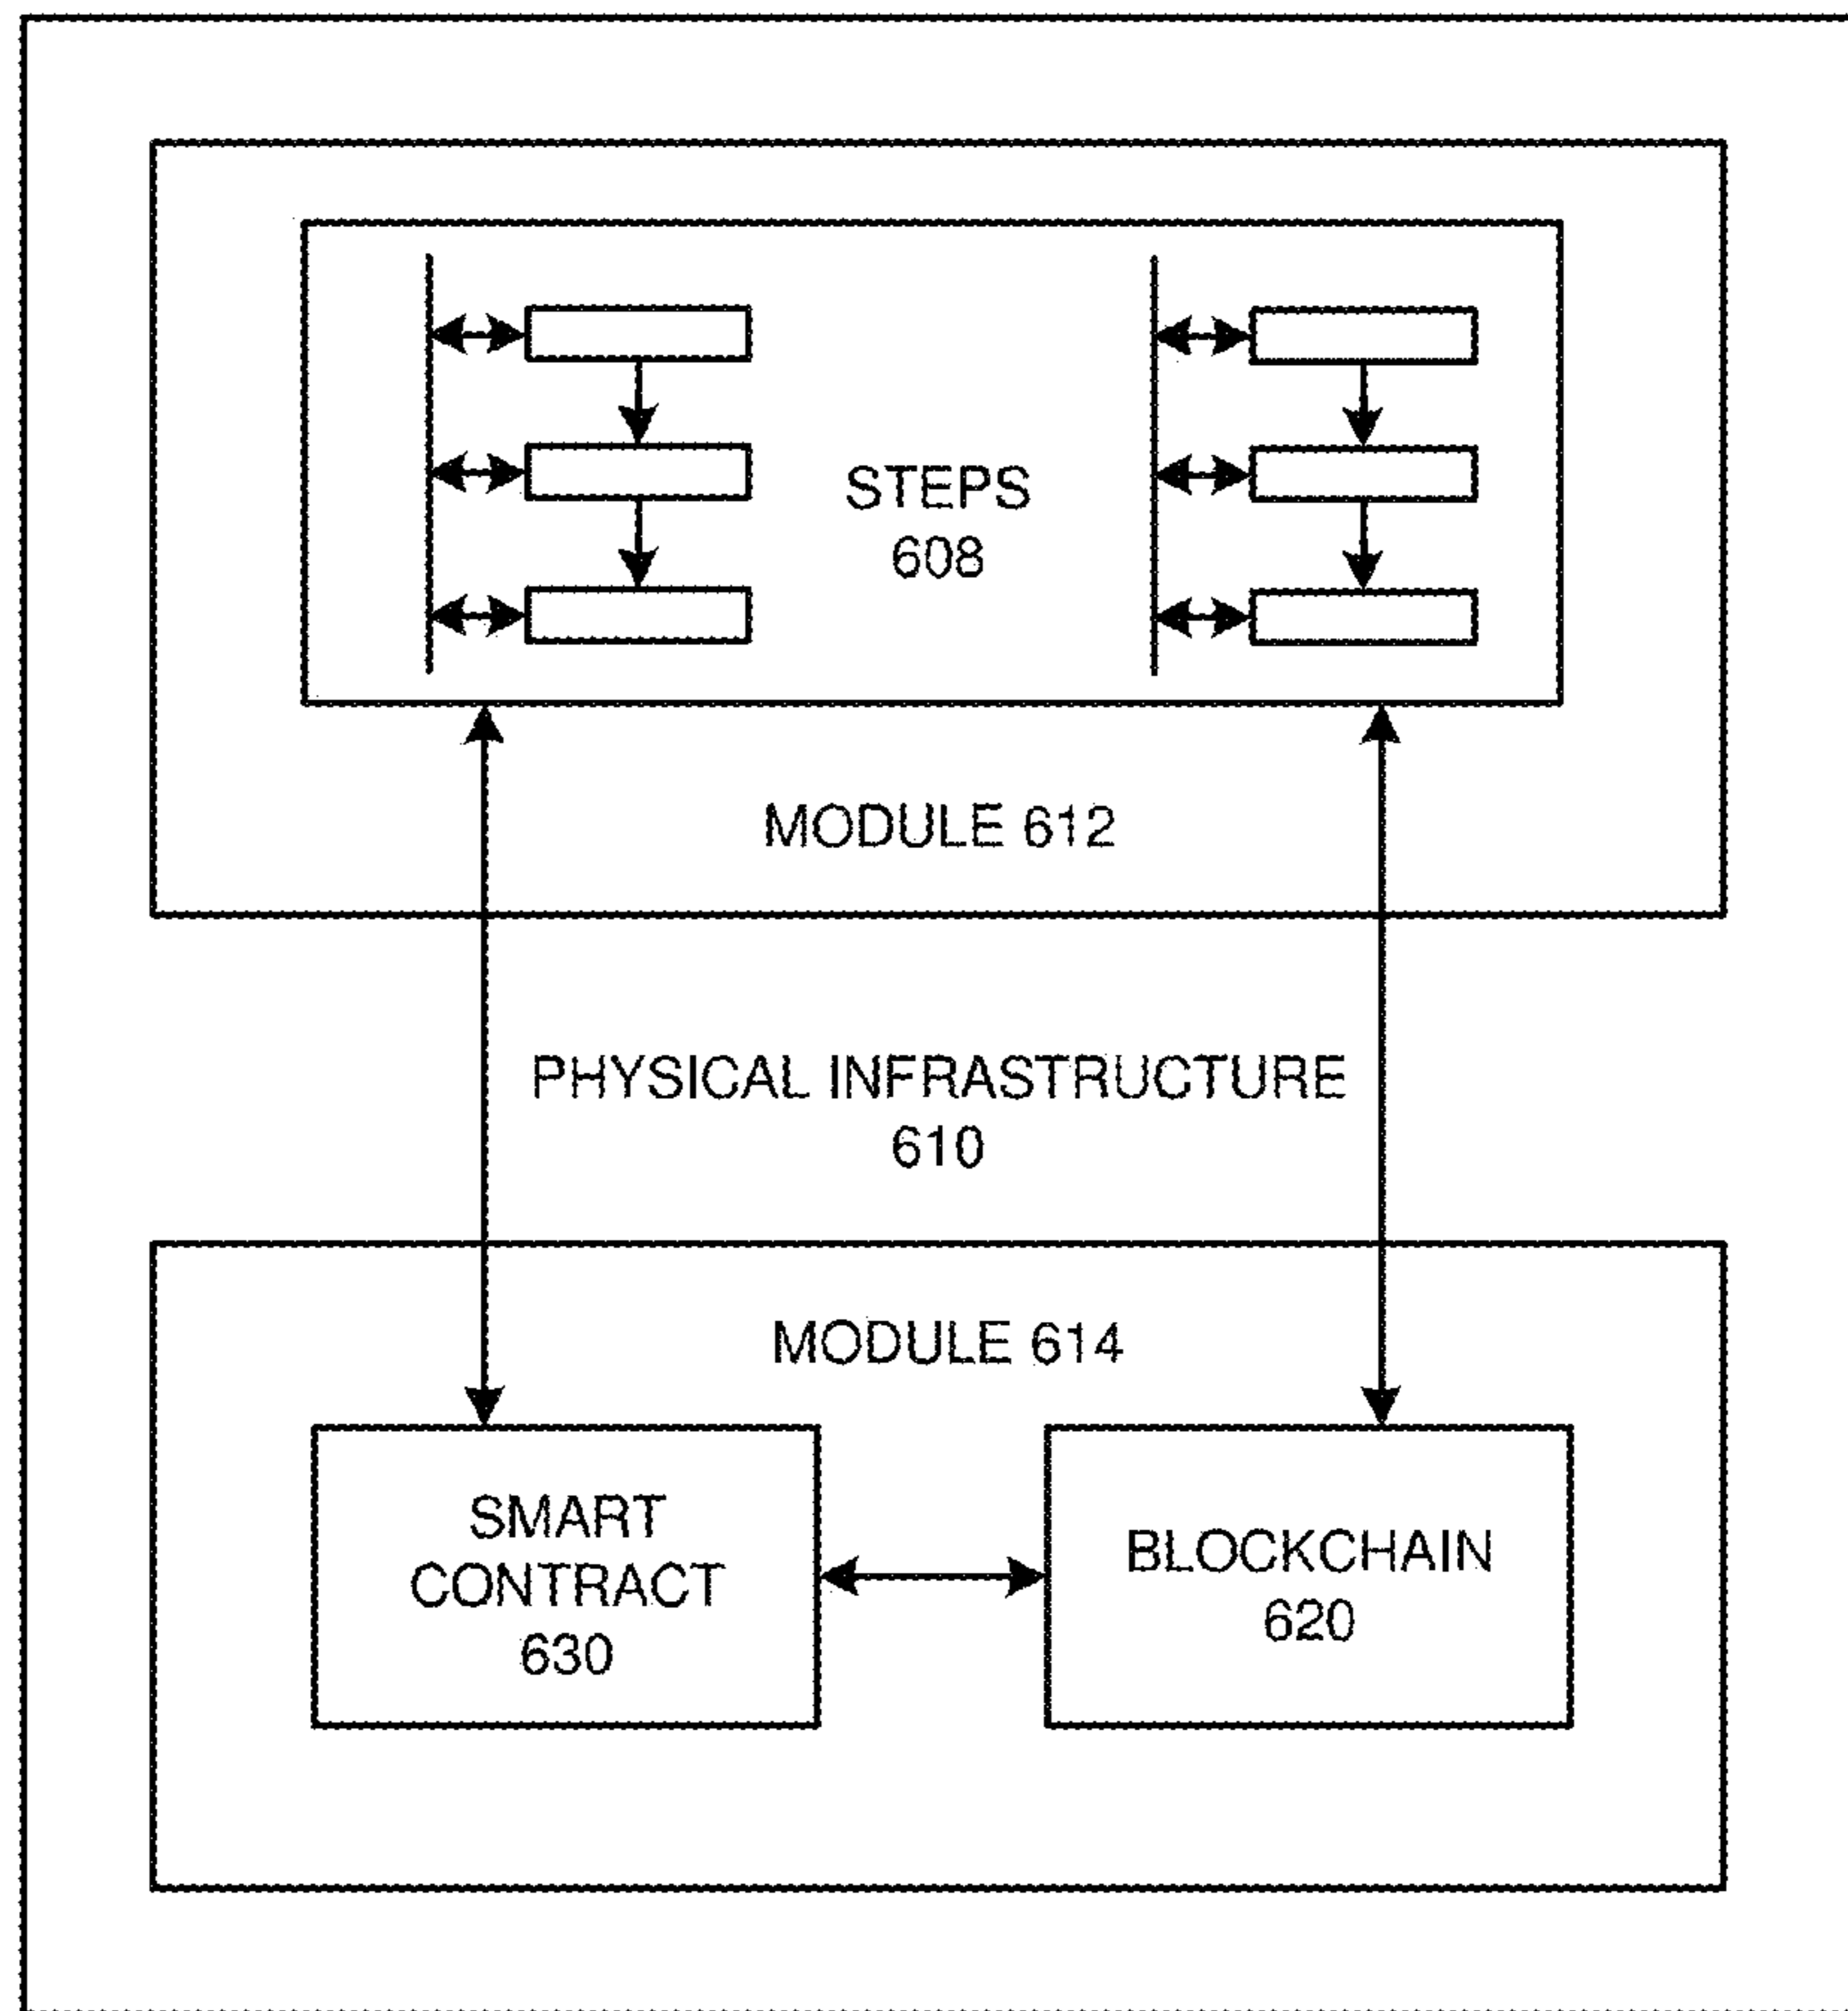 STEPS
608
MODULE 612
PHYSICAL INFRASTRUCTURE
610
MODULE 614
SMART
CONTRACT
630
BLOCKCHAIN
620